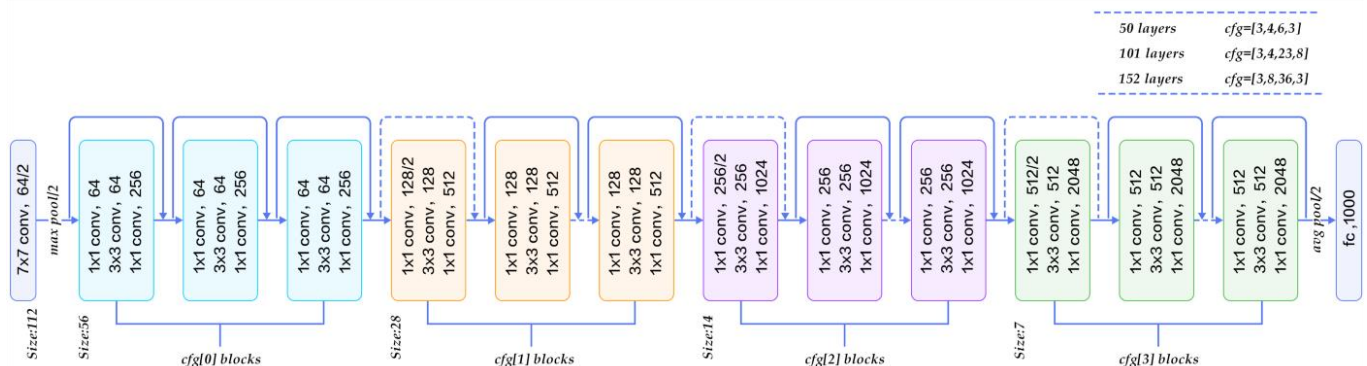 50 layers cfg=[3,4,6,3]
101 layers cfg=[3,4,23,8]
152 layers cfg=[3,8,36,3]
7x7 conv, 64/2
max pool/2
1x1 conv, 64
3x3 conv, 64
1x1 conv, 256
1x1 conv, 64
3x3 conv, 64
1x1 conv, 256
1x1 conv, 64
3x3 conv, 64
1x1 conv, 256
1x1 conv, 128/2
3x3 conv, 128
1x1 conv, 512
1x1 conv, 128
3x3 conv, 128
1x1 conv, 512
1x1 conv, 128
3x3 conv, 128
1x1 conv, 512
1x1 conv, 256/2
3x3 conv, 256
1x1 conv, 1024
1x1 conv, 256
3x3 conv, 256
1x1 conv, 1024
1x1 conv, 256
3x3 conv, 256
1x1 conv, 1024
1x1 conv, 512/2
3x3 conv, 512
1x1 conv, 2048
1x1 conv, 512
3x3 conv, 512
1x1 conv, 2048
1x1 conv, 512
3x3 conv, 512
1x1 conv, 2048
avg pool/2
fc ,1000
Size:112
Size:56
Size:28
Size:14
Size:7
cfg[0] blocks
cfg[1] blocks
cfg[2] blocks
cfg[3] blocks